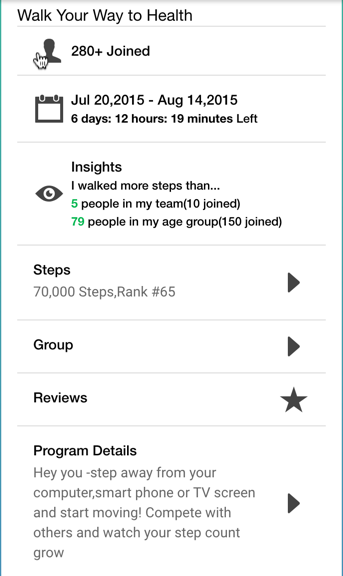 Walk Your Way to Health
280+ Joined
Jul 20,2015 - Aug 14,2015
6 days: 12 hours: 19 minutes Left
Insights
I walked more steps than...
5 people in my team(10 joined)
79 people in my age group(150 joined)
Steps
70,000 Steps,Rank #65
Group
Reviews
Program Details
Hey you -step away from your
computer,smart phone or TV screen
and start moving! Compete with
others and watch your step count
grow